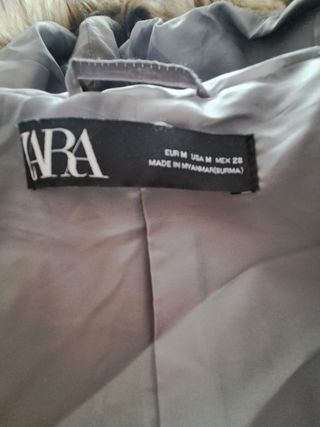 ZARA
EUR M USA M MEX 28
MADE IN MYANMAR(BURMA)